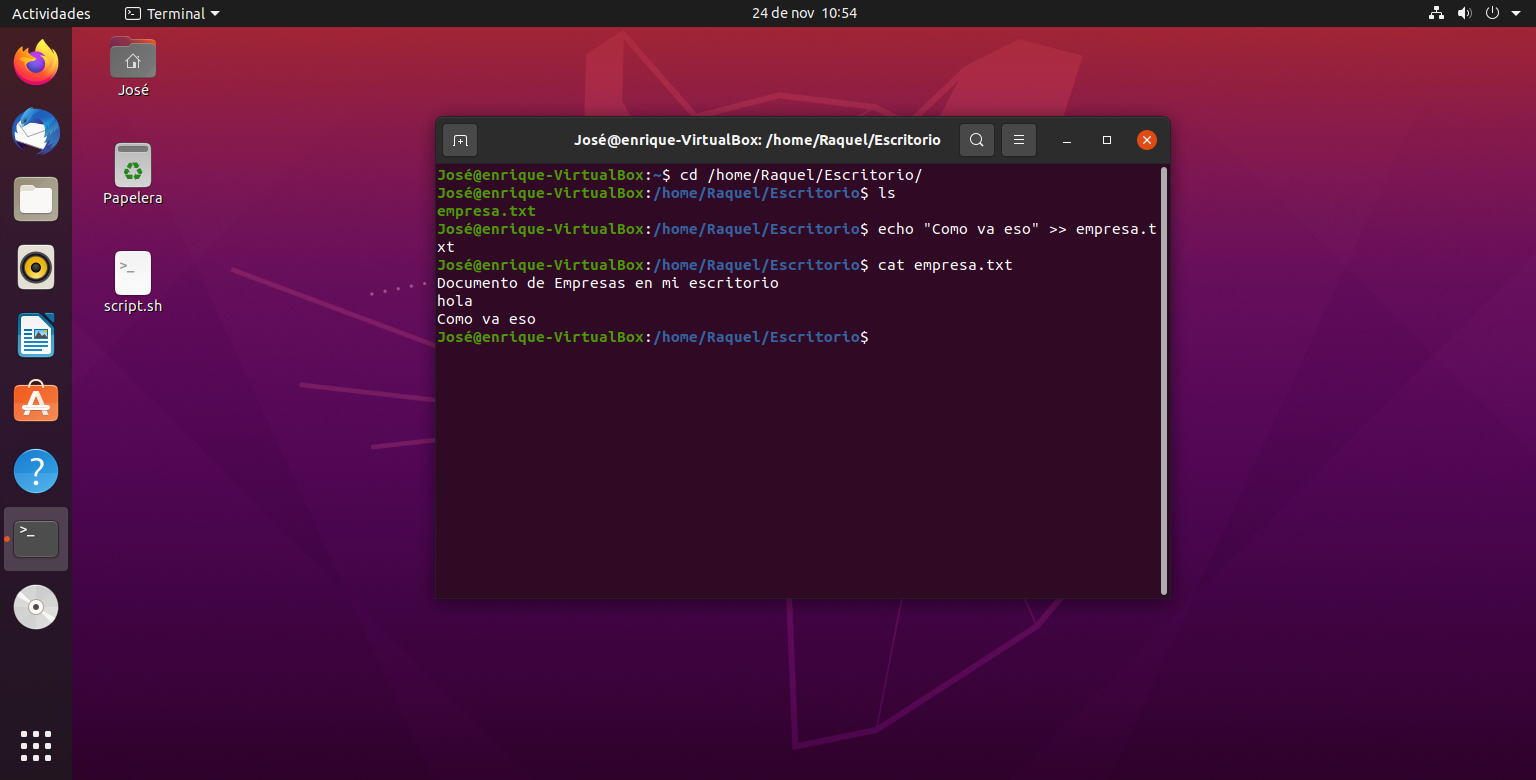 Actividades
Terminal
24 de nov 10:54
José
Papelera
>_
script.sh
José@enrique-VirtualBox: /home/Raquel/Escritorio
José@enrique-VirtualBox:~$ cd /home/Raquel/Escritorio/
José@enrique-VirtualBox:/home/Raquel/Escritorio$ ls
empresa.txt
José@enrique-VirtualBox:/home/Raquel/Escritorio$ echo "Como va eso" >> empresa.t
xt
José@enrique-VirtualBox:/home/Raquel/Escritorio$ cat empresa.txt
Documento de Empresas en mi escritorio
hola
Como va eso
José@enrique-VirtualBox:/home/Raquel/Escritorio$
?
>_